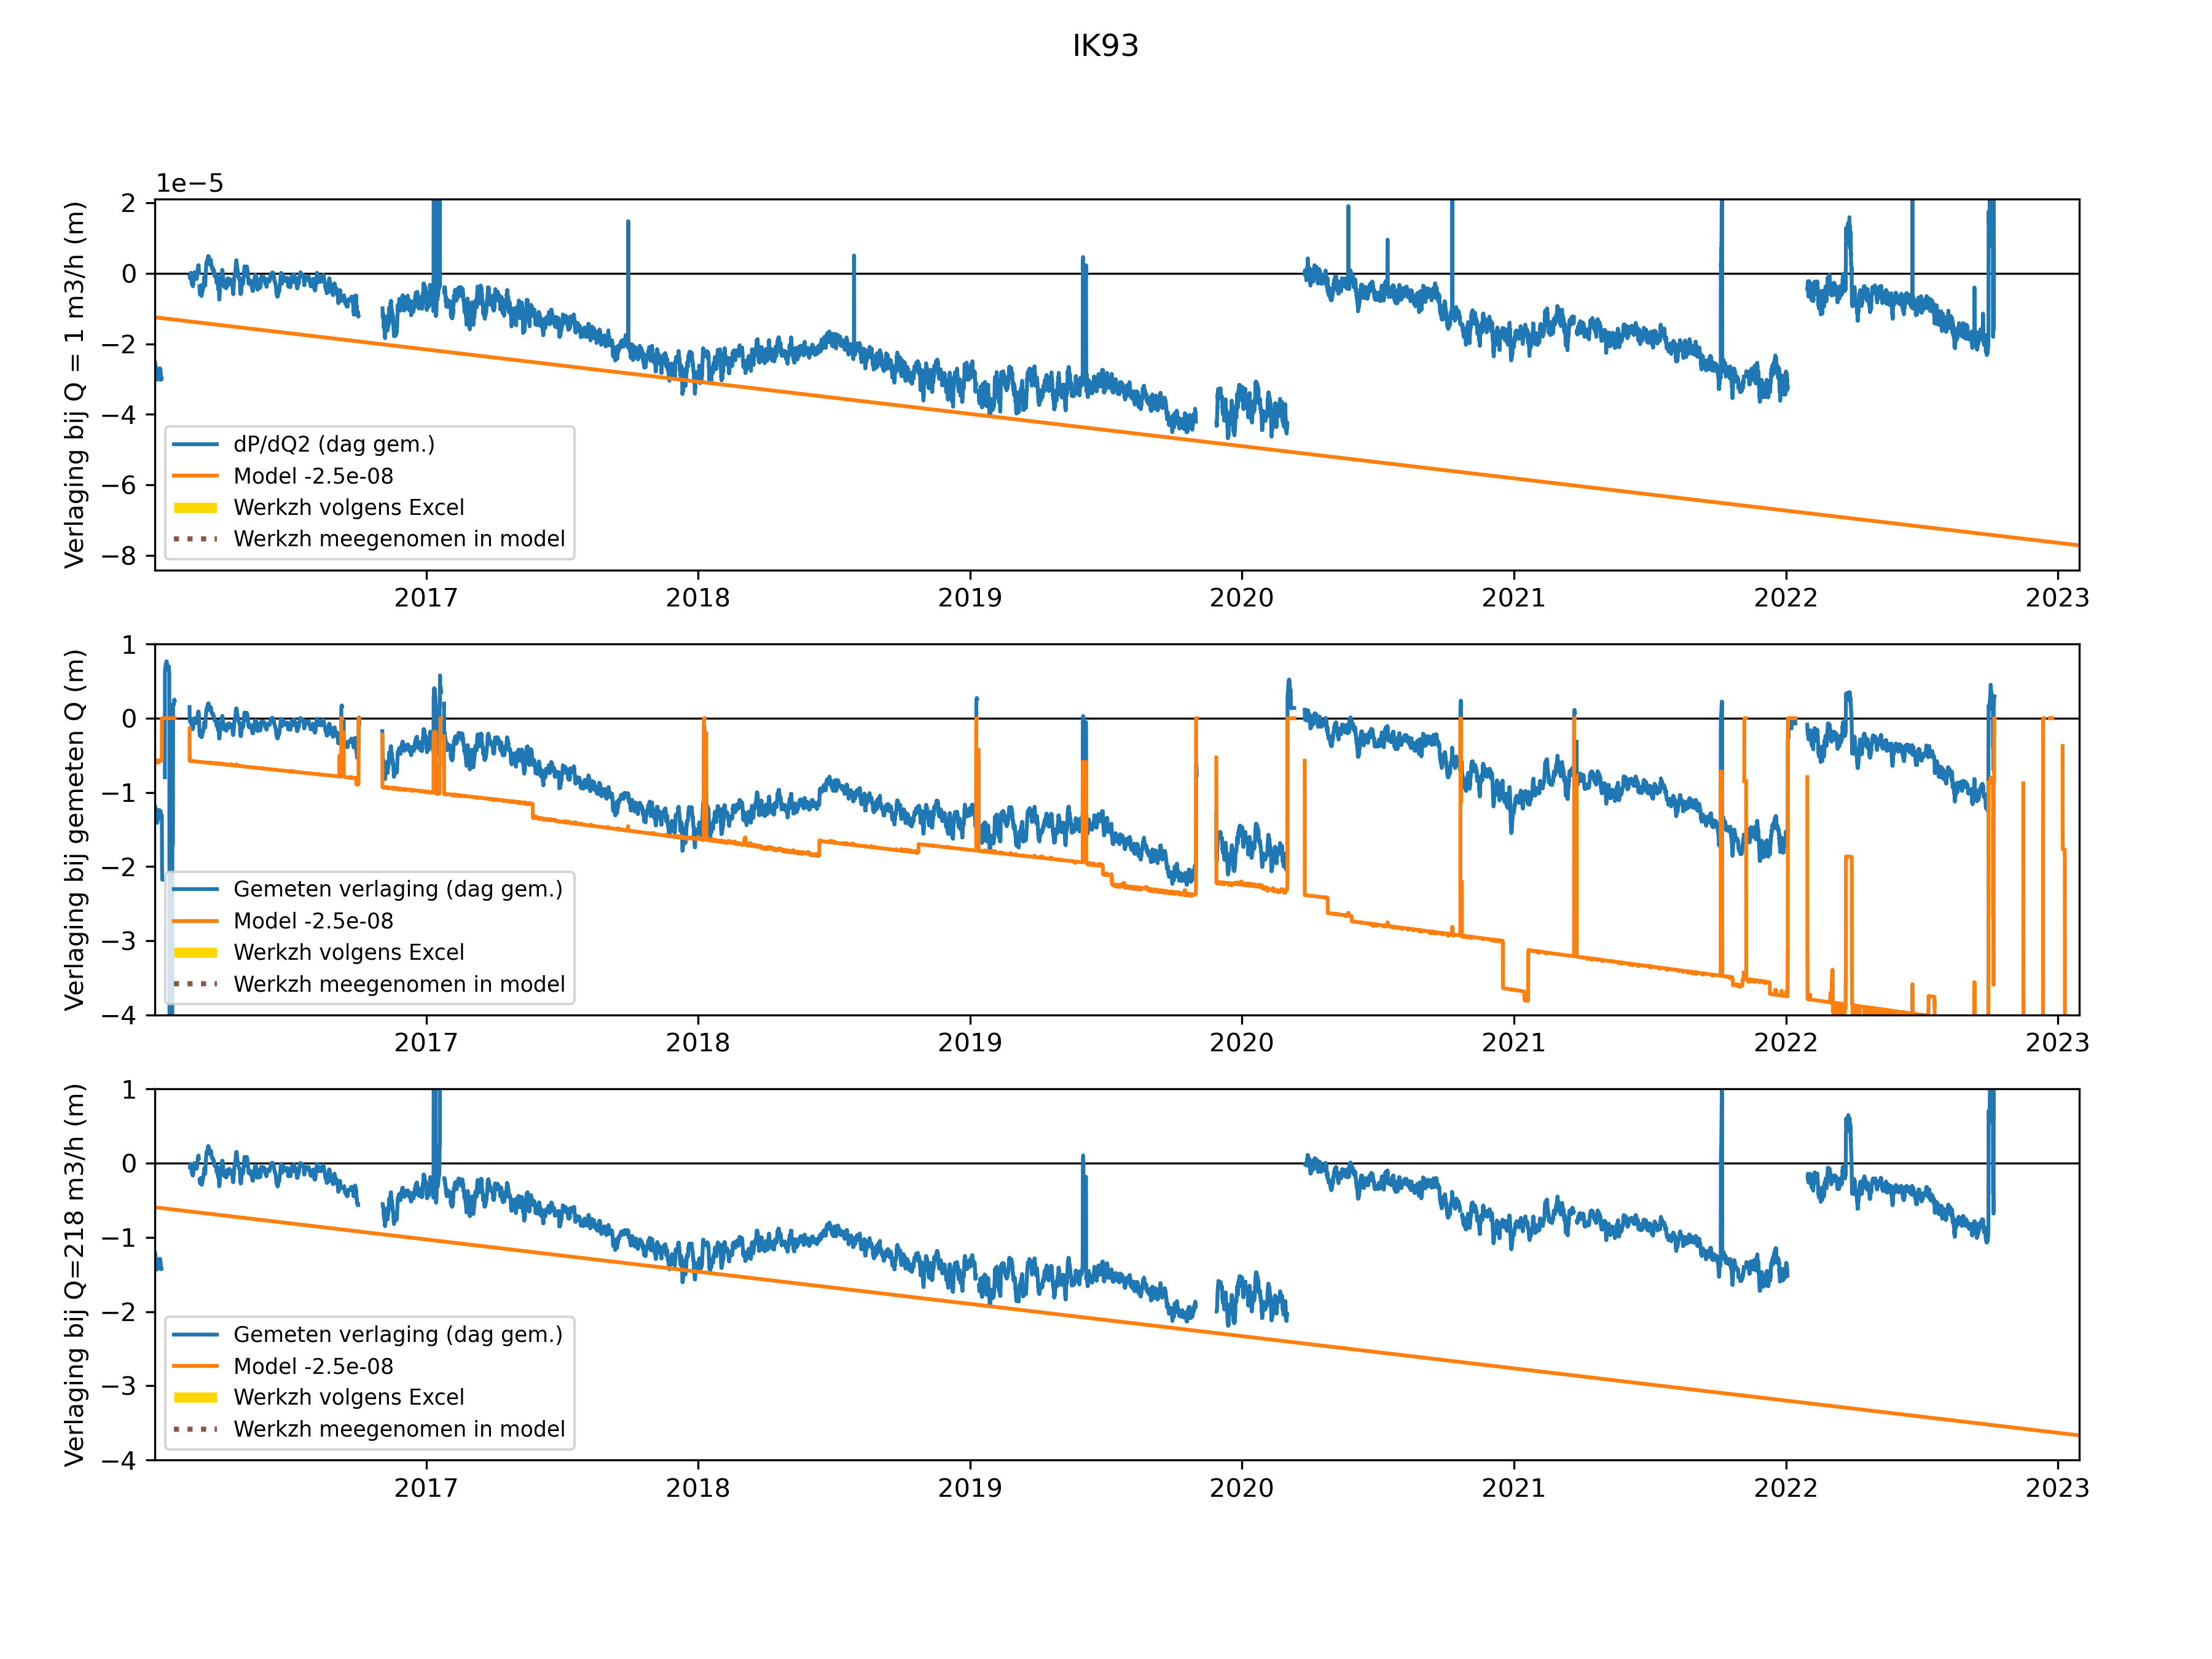 IK93
1e−5
Verlaging bij Q = 1 m3/h (m)
2
0
−2
−4
−6
−8
dP/dQ2 (dag gem.)
Model -2.5e-08
Werkzh volgens Excel
Werkzh meegenomen in model
2017 2018 2019 2020 2021 2022 2023
Verlaging bij gemeten Q (m)
1
0
−1
−2
−3
−4
Gemeten verlaging (dag gem.)
Model -2.5e-08
Werkzh volgens Excel
Werkzh meegenomen in model
2017 2018 2019 2020 2021 2022 2023
Verlaging bij Q=218 m3/h (m)
1
0
−1
−2
−3
−4
Gemeten verlaging (dag gem.)
Model -2.5e-08
Werkzh volgens Excel
Werkzh meegenomen in model
2017 2018 2019 2020 2021 2022 2023